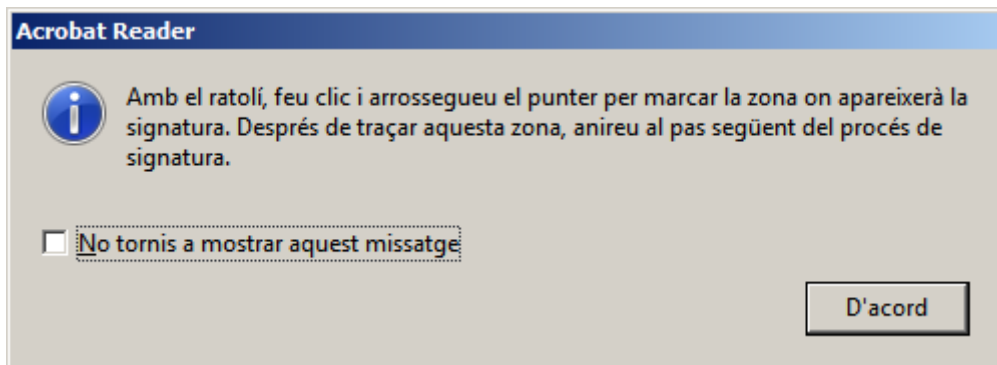 Acrobat Reader
Amb el ratolí, feu clic i arrossegueu el punter per marcar la zona on apareixerà la
signatura. Després de traçar aquesta zona, anireu al pas següent del procés de
signatura.
No tornis a mostrar aquest missatge
D'acord